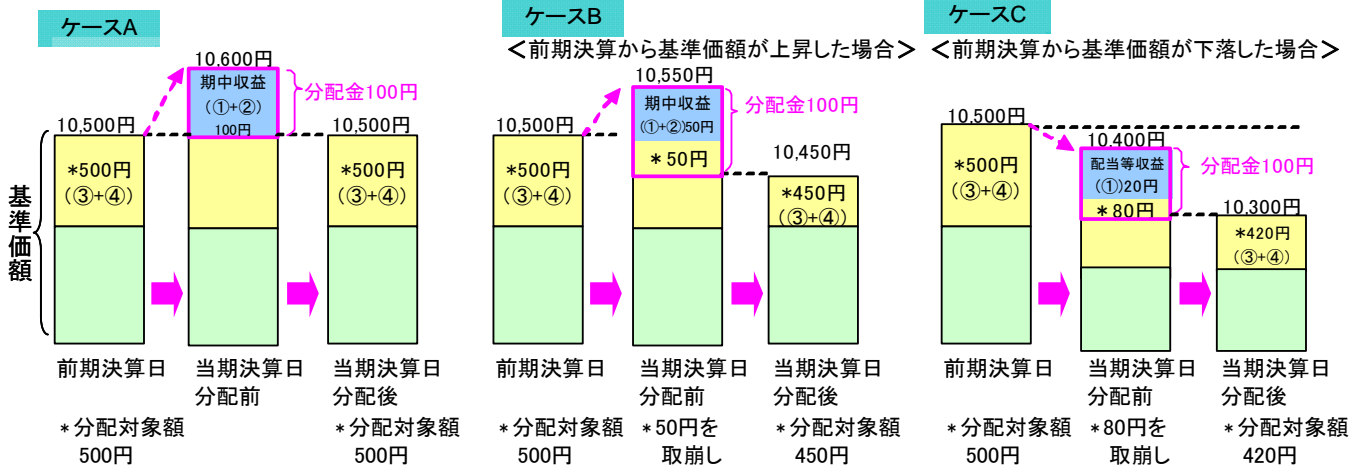 ケースA
10,600円
期中収益
(①+②)
100円
分配金100円
10,500円
10,500円
*500円
(③+④)
*500円
(③+④)
基準価額
前期決算日
当期決算日
分配前
当期決算日
分配後
*分配対象額
500円
*分配対象額
500円
ケースB
<前期決算から基準価額が上昇した場合>
10,550円
期中収益
(①+②)50円
*50円
分配金100円
10,500円
10,450円
*500円
(③+④)
*450円
(③+④)
前期決算日
当期決算日
分配前
当期決算日
分配後
*分配対象額
500円
*50円を
取崩し
*分配対象額
450円
ケースC
<前期決算から基準価額が下落した場合>
10,500円
10,400円
配当等収益
(①)20円
*80円
分配金100円
10,300円
*500円
(③+④)
*420円
(③+④)
前期決算日
当期決算日
分配前
当期決算日
分配後
*分配対象額
500円
*80円を
取崩し
*分配対象額
420円